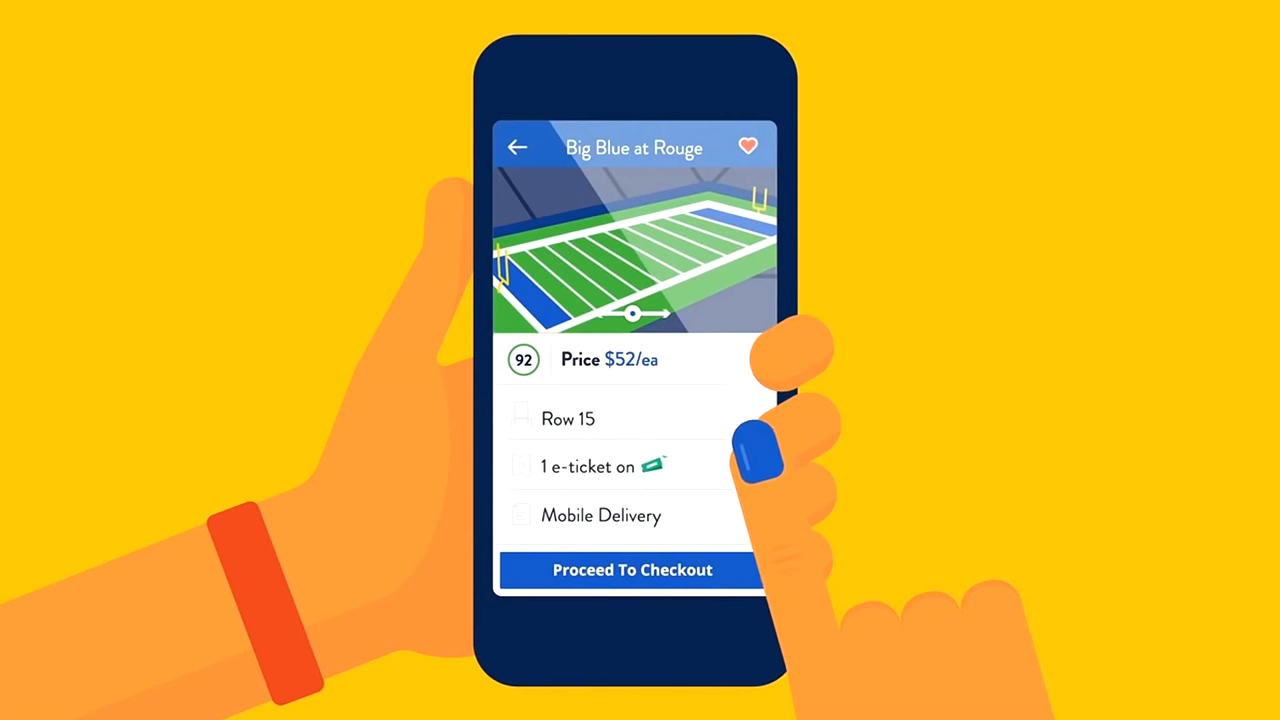 Big Blue at Rouge
92
Price $52/ea
Row 15
1 e-ticket on
Mobile Delivery
Proceed To Checkout